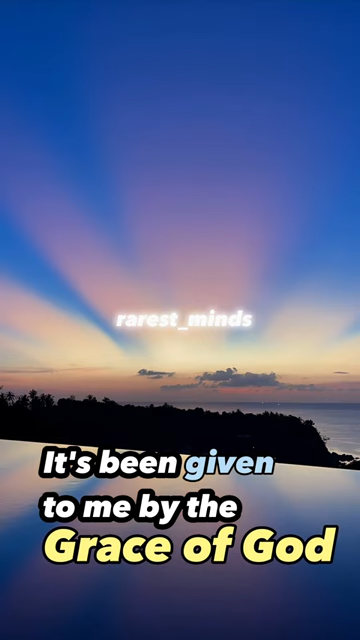 rarest_minds
It's been given
to me by the
Grace of God